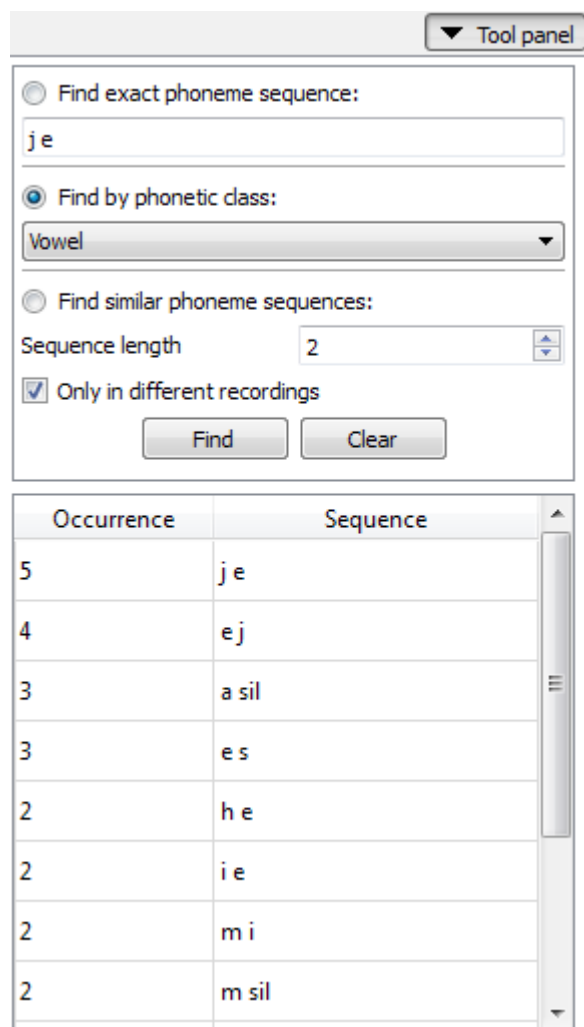 Tool panel
Find exact phoneme sequence:
j e
Find by phonetic class:
Vowel
Find similar phoneme sequences:
Sequence length 2
Only in different recordings
Find Clear
Occurrence Sequence
5 j e
4 e j
3 a sil
3 e s
2 h e
2 i e
2 m i
2 m sil